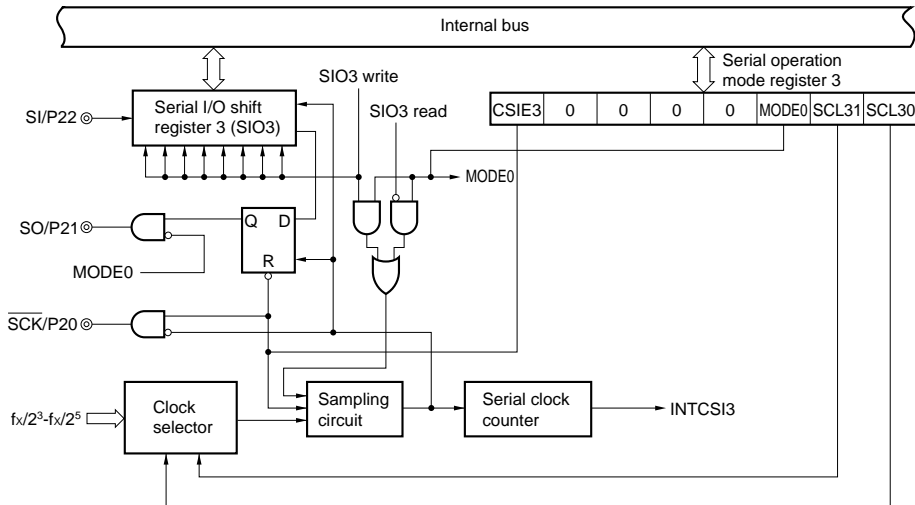 Internal bus
Serial operation
mode register 3
SIO3 write
Serial I/O shift
register 3 (SIO3)
SI/P22
SIO3 read
CSIE3 0 0 0 0 MODE0 SCL31 SCL30
MODE0
SO/P21
Q D
R
MODE0
SCK/P20
fx/2³-fx/2⁵
Clock
selector
Sampling
circuit
Serial clock
counter
INTCSI3